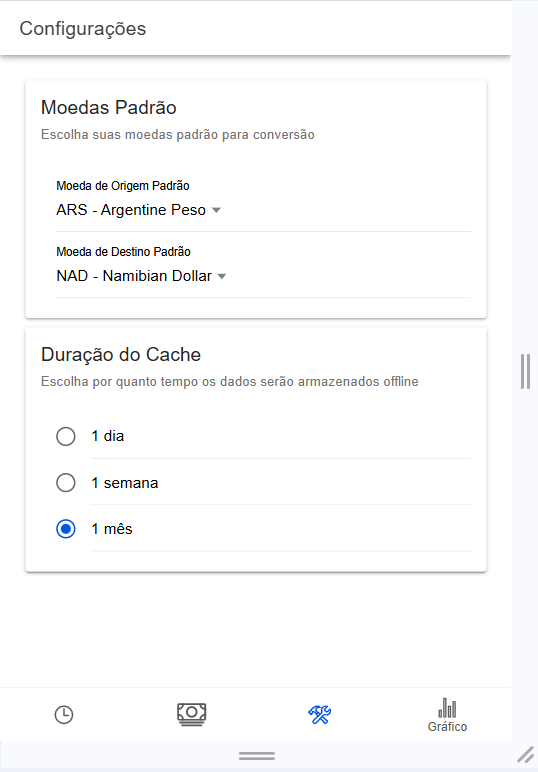 Configurações
Moedas Padrão
Escolha suas moedas padrão para conversão
Moeda de Origem Padrão
ARS - Argentine Peso
Moeda de Destino Padrão
NAD - Namibian Dollar
Duração do Cache
Escolha por quanto tempo os dados serão armazenados offline
1 dia
1 semana
1 mês
Gráfico